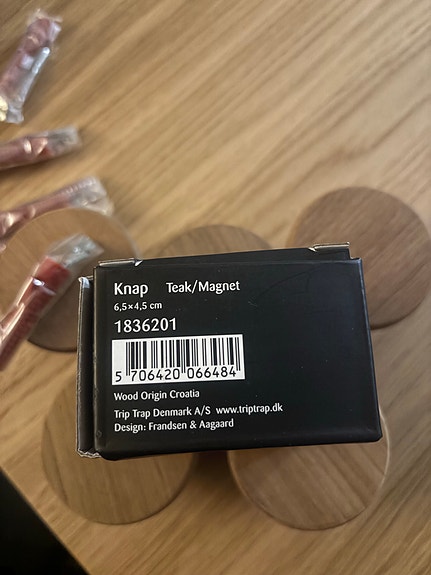 Knap Teak/Magnet
6,5×4,5 cm
1836201
5 706420 066484
Wood Origin Croatia
Trip Trap Denmark A/S www.triptrap.dk
Design: Frandsen & Aagaard